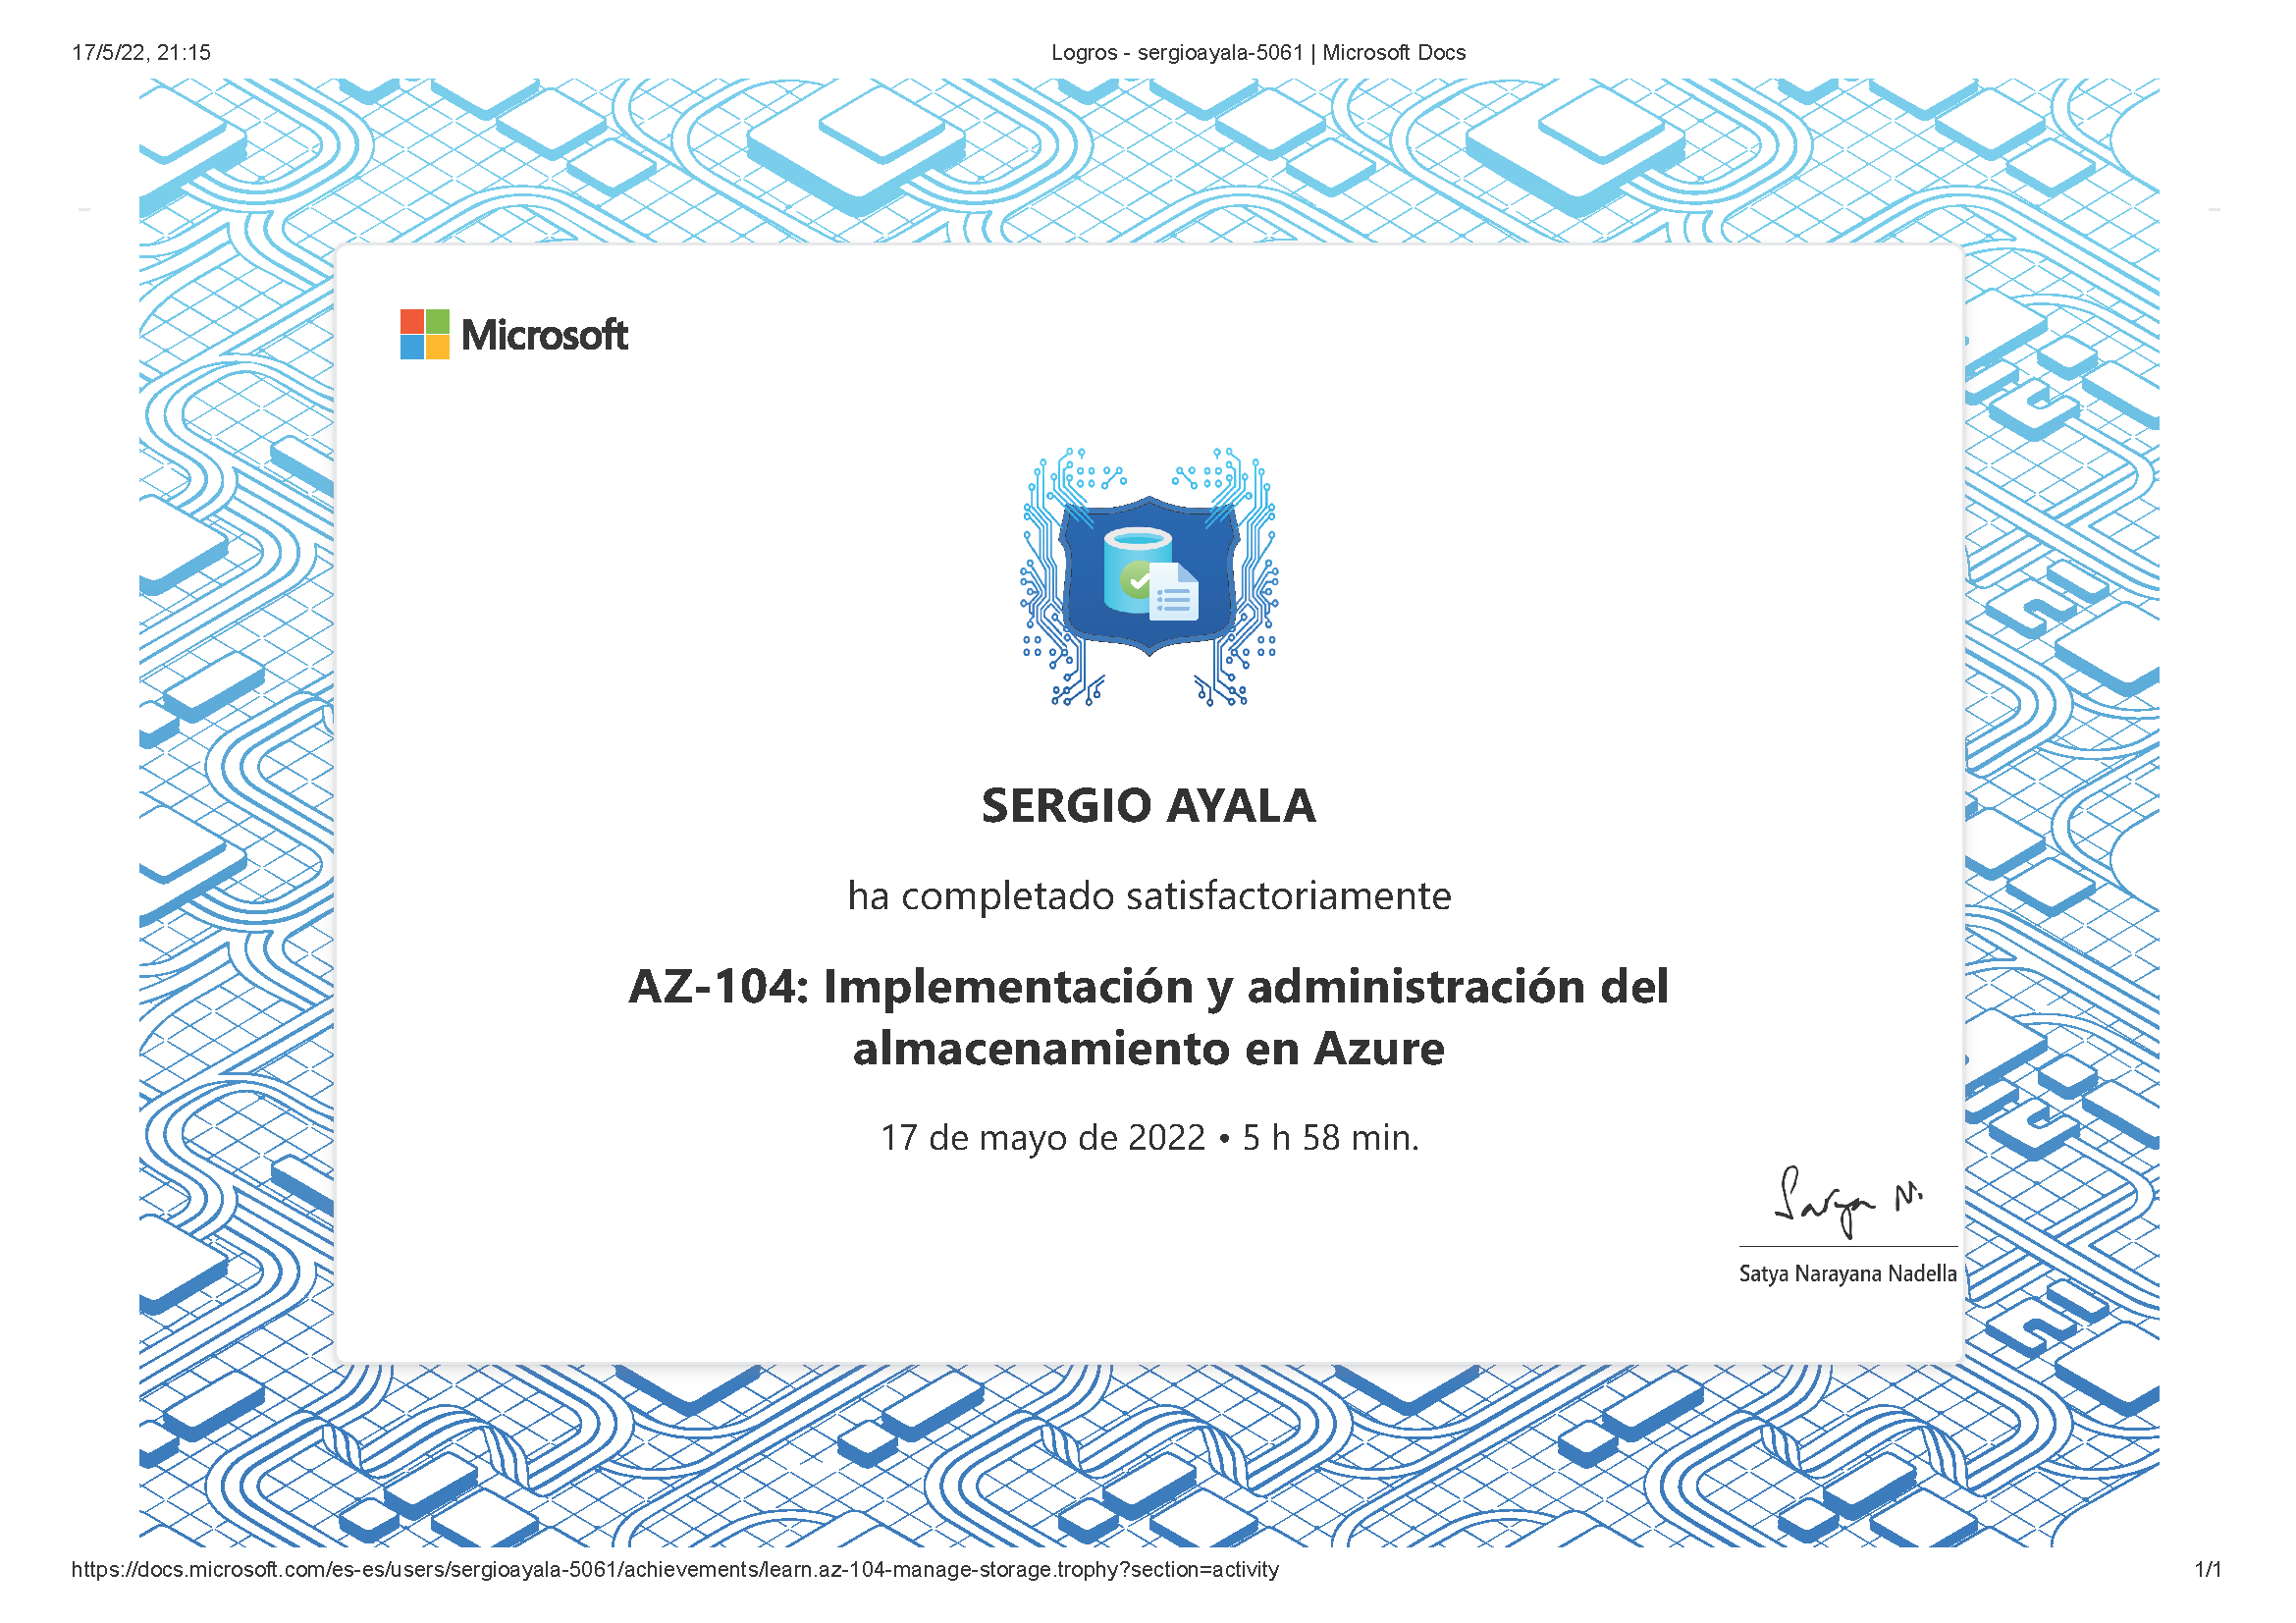 17/5/22, 21:15
Logros - sergioayala-5061 | Microsoft Docs
Microsoft
SERGIO AYALA
ha completado satisfactoriamente
AZ-104: Implementación y administración del
almacenamiento en Azure
17 de mayo de 2022 • 5 h 58 min.
Satya N.
Satya Narayana Nadella
https://docs.microsoft.com/es-es/users/sergioayala-5061/achievements/learn.az-104-manage-storage.trophy?section=activity
1/1